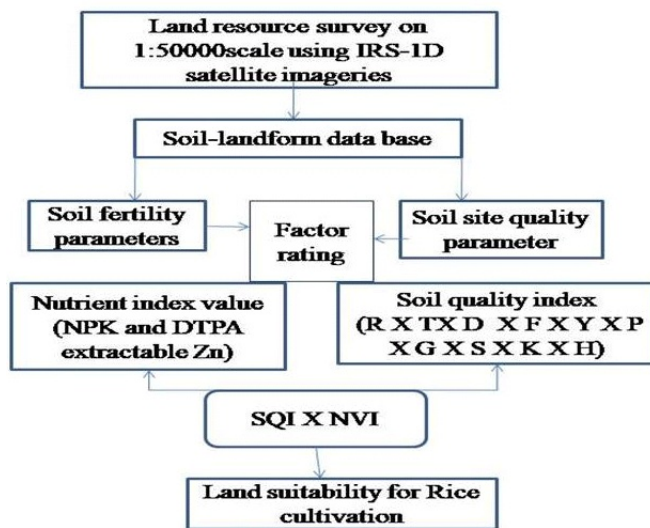 Land resource survey on
1:50000scale using IRS-1D
satellite imageries
Soil-landform data base
Soil fertility
parameters
Factor
rating
Soil site quality
parameter
Nutrient index value
(NPK and DTPA
extractable Zn)
Soil quality index
(R X TX D X F X Y X P
X G X S X K X H)
SQI X NVI
Land suitability for Rice
cultivation